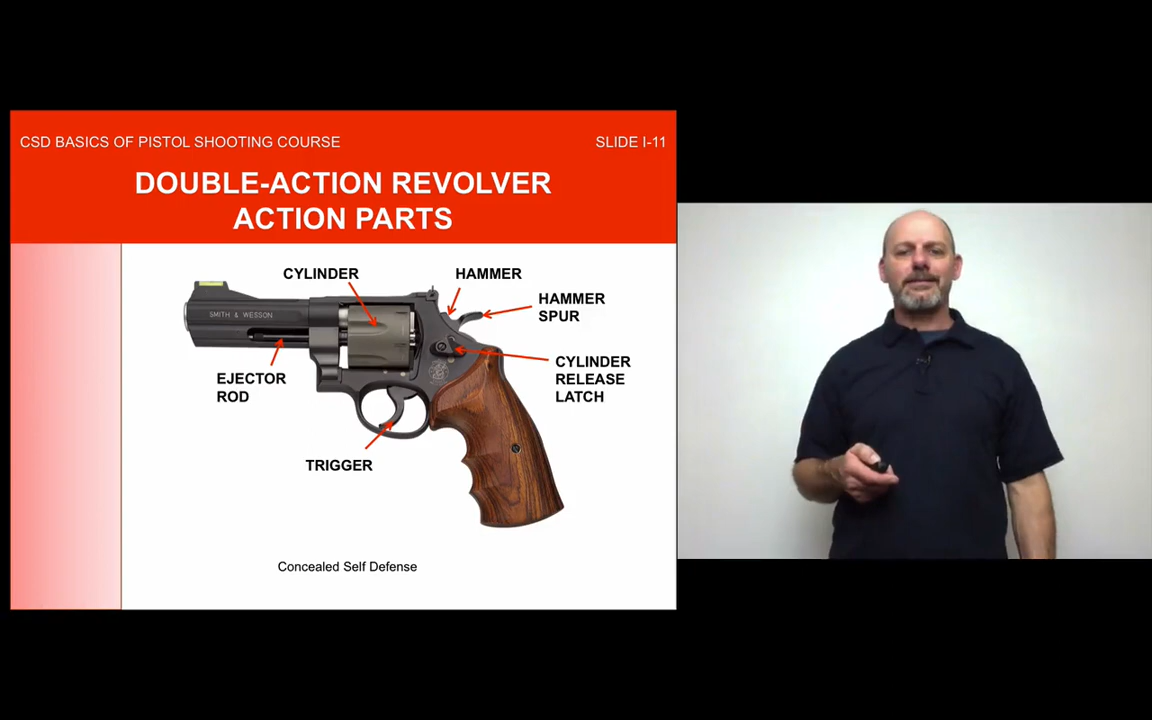 CSD BASICS OF PISTOL SHOOTING COURSE
SLIDE I-11
DOUBLE-ACTION REVOLVER
ACTION PARTS
CYLINDER
HAMMER
HAMMER
SPUR
SMITH & WESSON
CYLINDER
RELEASE
LATCH
EJECTOR
ROD
TRIGGER
Concealed Self Defense